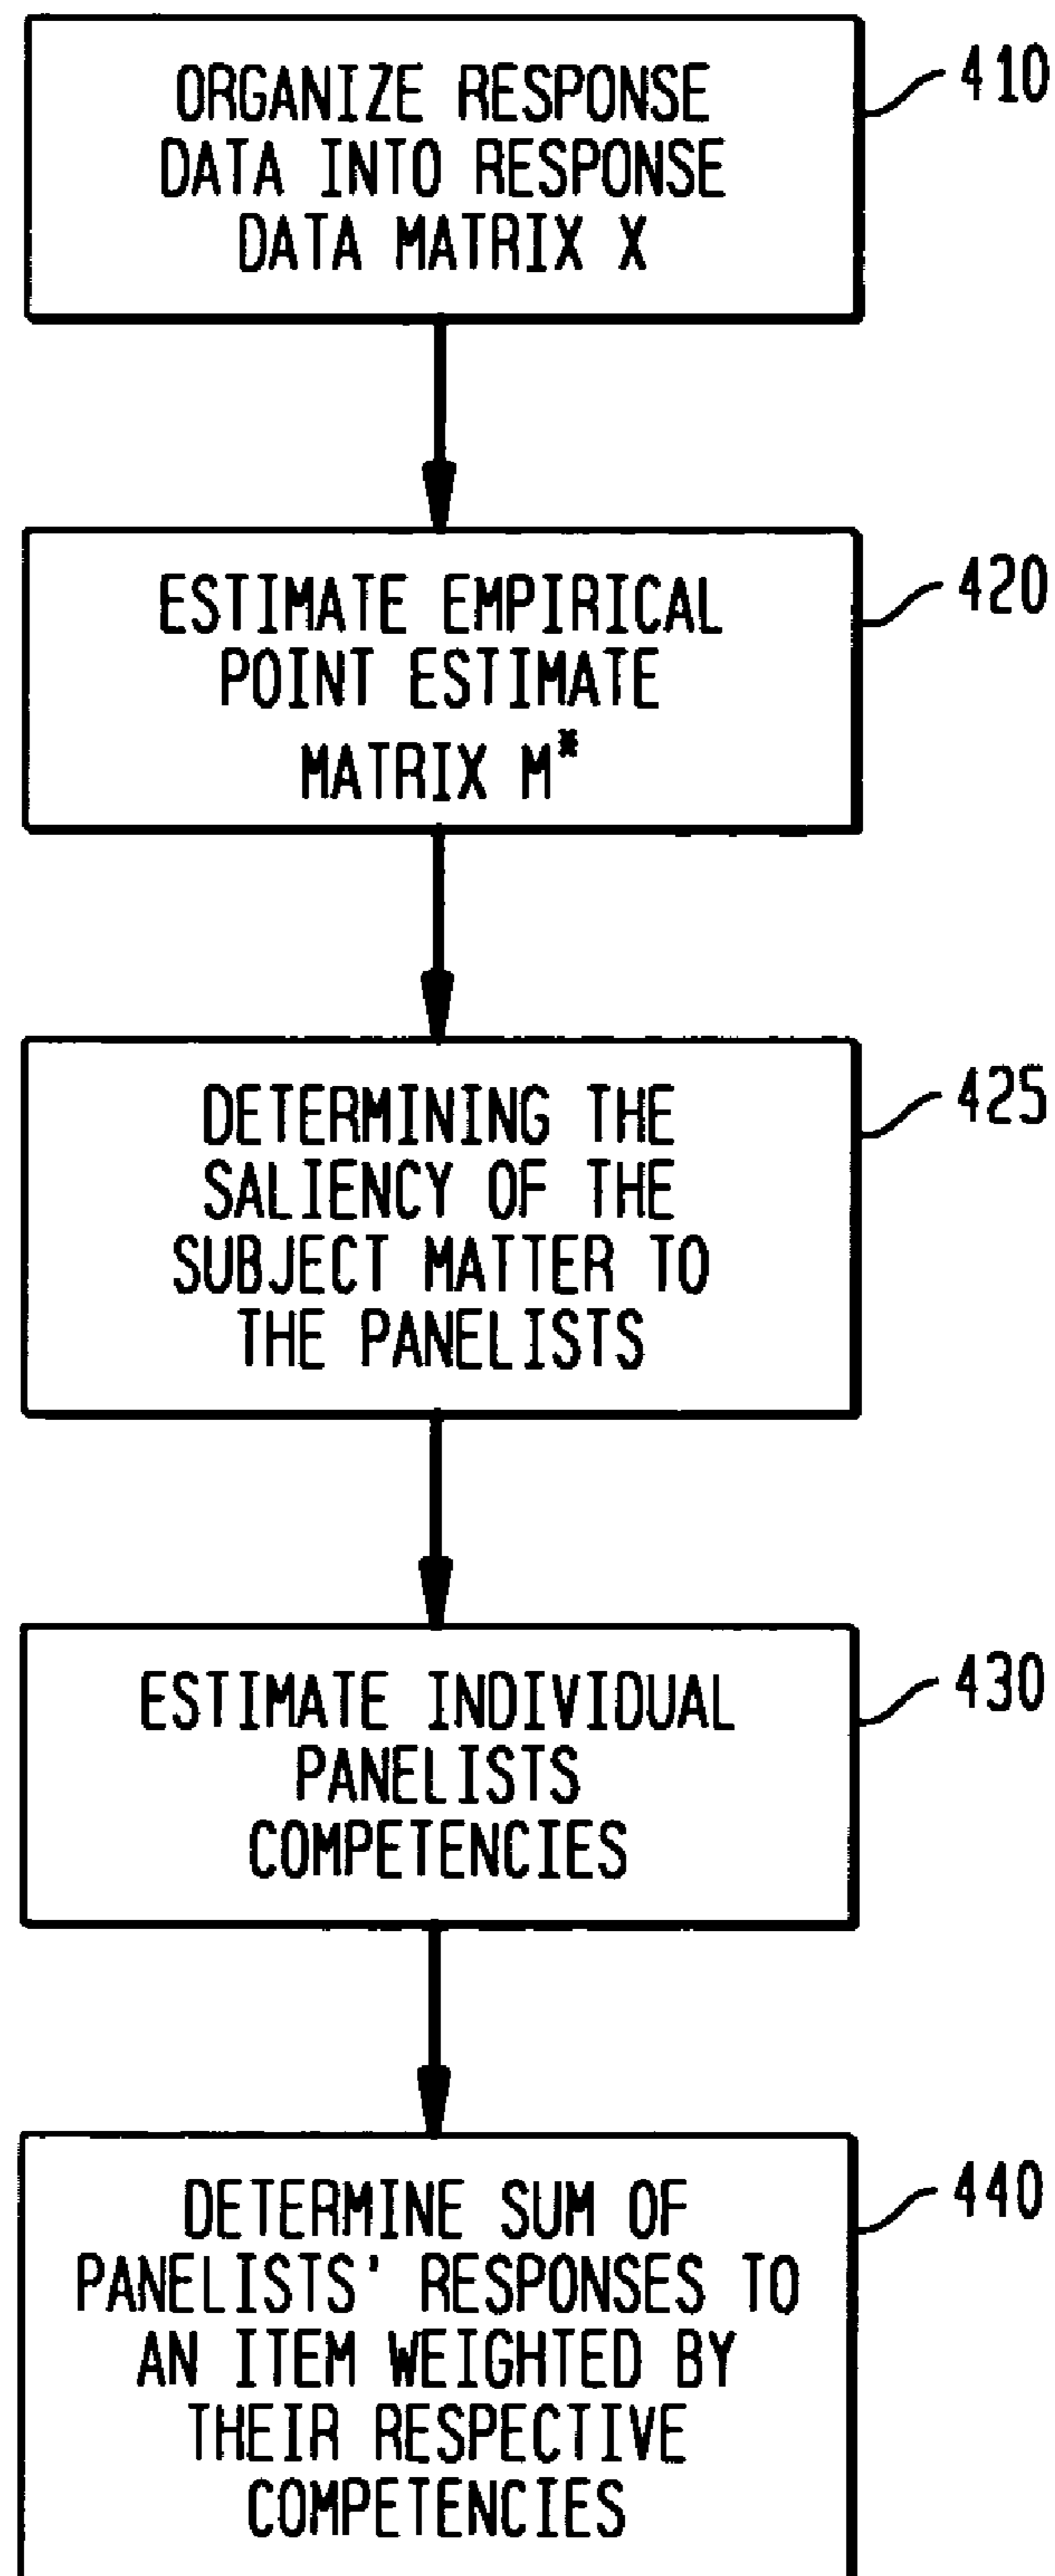 ORGANIZE RESPONSE
DATA INTO RESPONSE
DATA MATRIX X
410
ESTIMATE EMPIRICAL
POINT ESTIMATE
MATRIX M*
420
DETERMINING THE
SALIENCY OF THE
SUBJECT MATTER TO
THE PANELISTS
425
ESTIMATE INDIVIDUAL
PANELISTS
COMPETENCIES
430
DETERMINE SUM OF
PANELISTS' RESPONSES TO
AN ITEM WEIGHTED BY
THEIR RESPECTIVE
COMPETENCIES
440